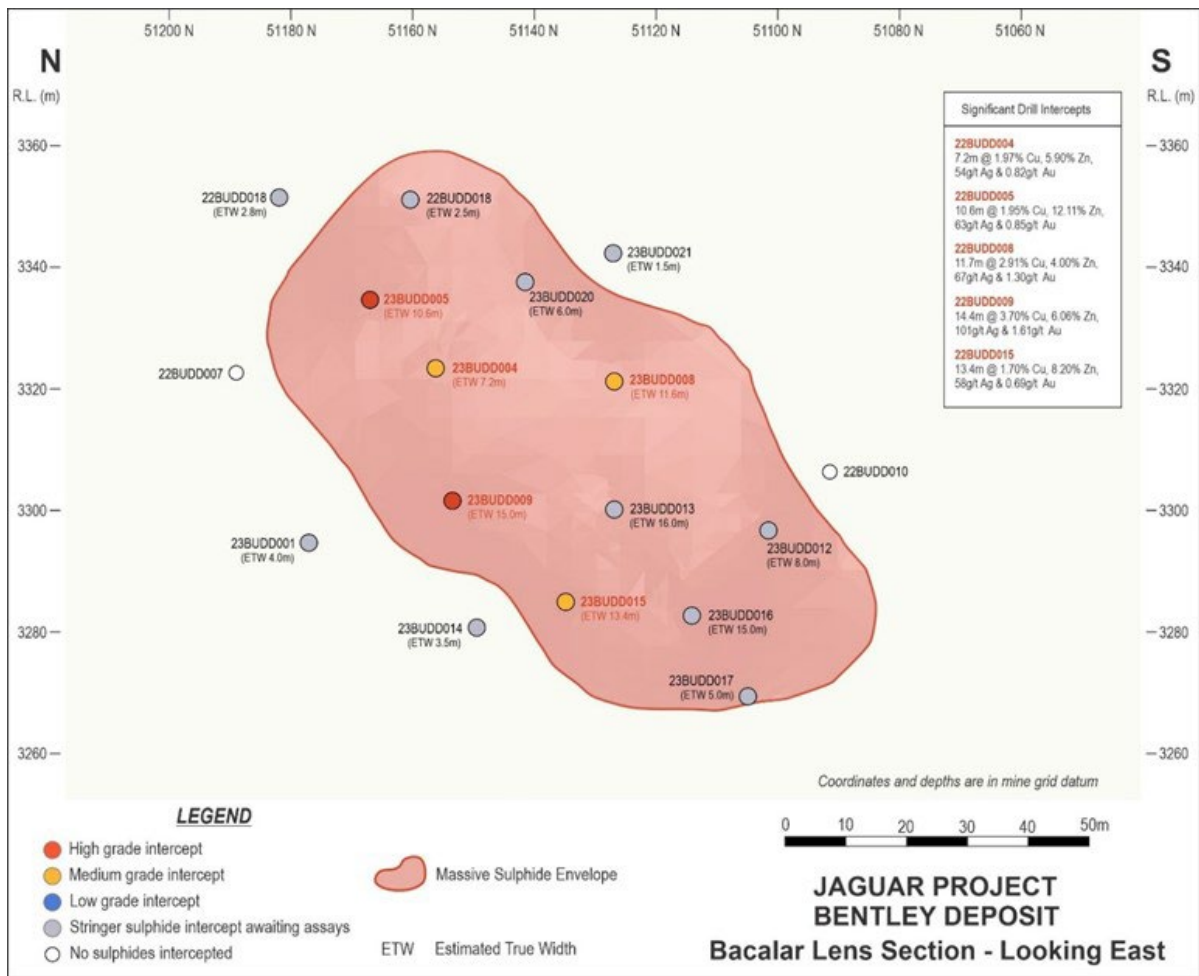 51200 N 51180 N 51160 N 51140 N 51120 N 51100 N 51080 N 51060 N
N
S
R.L. (m)
R.L. (m)
3360
3360
3340
3340
3320
3320
3300
3300
3280
3280
3260
3260
Significant Drill Intercepts
22BUDD004
7.2m @ 1.97% Cu, 5.90% Zn,
54g/t Ag & 0.82g/t Au
22BUDD005
10.6m @ 1.95% Cu, 12.11% Zn,
63g/t Ag & 0.85g/t Au
22BUDD008
11.7m @ 2.91% Cu, 4.00% Zn,
67g/t Ag & 1.30g/t Au
22BUDD009
14.4m @ 3.70% Cu, 6.06% Zn,
101g/t Ag & 1.61g/t Au
22BUDD015
13.4m @ 1.70% Cu, 8.20% Zn,
58g/t Ag & 0.69g/t Au
22BUDD018
(ETW 2.8m)
22BUDD018
(ETW 2.5m)
23BUDD021
(ETW 1.5m)
23BUDD020
(ETW 6.0m)
23BUDD005
(ETW 10.6m)
23BUDD004
(ETW 7.2m)
23BUDD008
(ETW 11.6m)
22BUDD007
22BUDD010
23BUDD009
(ETW 15.0m)
23BUDD013
(ETW 16.0m)
23BUDD012
(ETW 8.0m)
23BUDD001
(ETW 4.0m)
23BUDD015
(ETW 13.4m)
23BUDD016
(ETW 15.0m)
23BUDD014
(ETW 3.5m)
23BUDD017
(ETW 5.0m)
Coordinates and depths are in mine grid datum
LEGEND
High grade intercept
Medium grade intercept
Low grade intercept
Stringer sulphide intercept awaiting assays
No sulphides intercepted
Massive Sulphide Envelope
ETW Estimated True Width
0 10 20 30 40 50m
JAGUAR PROJECT
BENTLEY DEPOSIT
Bacalar Lens Section - Looking East